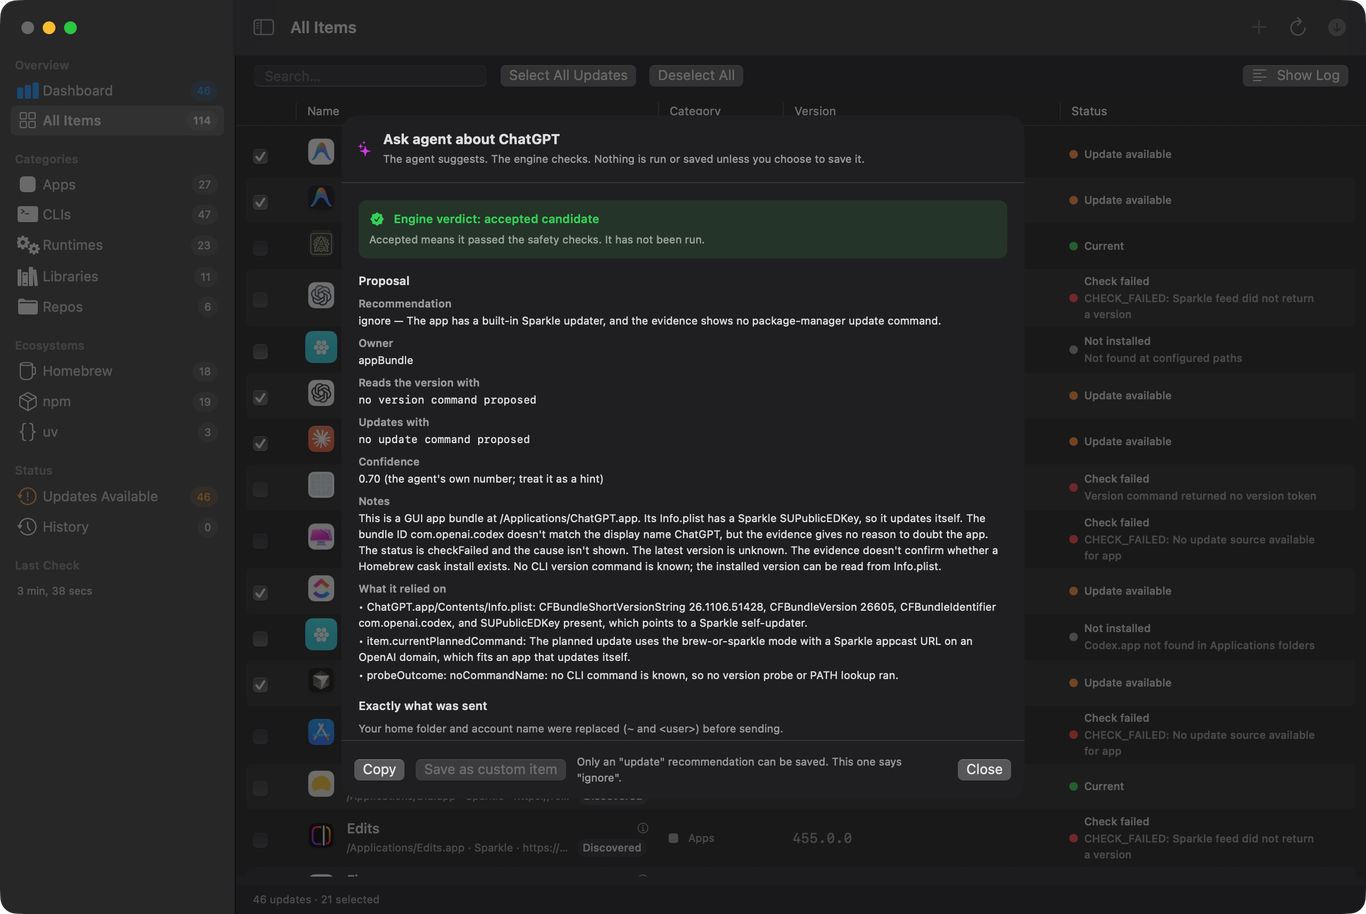 All Items
Overview
Dashboard
46
All Items
114
Categories
Apps
27
CLIs
47
Runtimes
23
Libraries
11
Repos
6
Ecosystems
Homebrew
18
npm
19
uv
3
Status
Updates Available
46
History
0
Last Check
3 min, 38 secs
Search...
Select All Updates
Deselect All
Show Log
Name
Category
Version
Status
Ask agent about ChatGPT
The agent suggests. The engine checks. Nothing is run or saved unless you choose to save it.
Engine verdict: accepted candidate
Accepted means it passed the safety checks. It has not been run.
Proposal
Recommendation
ignore — The app has a built-in Sparkle updater, and the evidence shows no package-manager update command.
Owner
appBundle
Reads the version with
no version command proposed
Updates with
no update command proposed
Confidence
0.70 (the agent's own number; treat it as a hint)
Notes
This is a GUI app bundle at /Applications/ChatGPT.app. Its Info.plist has a Sparkle SUPublicEDKey, so it updates itself. The
bundle ID com.openai.codex doesn't match the display name ChatGPT, but the evidence gives no reason to doubt the app.
The status is checkFailed and the cause isn't shown. The latest version is unknown. The evidence doesn't confirm whether a
Homebrew cask install exists. No CLI version command is known; the installed version can be read from Info.plist.
What it relied on
• ChatGPT.app/Contents/Info.plist: CFBundleShortVersionString 26.1106.51428, CFBundleVersion 26605, CFBundleIdentifier
com.openai.codex, and SUPublicEDKey present, which points to a Sparkle self-updater.
• item.currentPlannedCommand: The planned update uses the brew-or-sparkle mode with a Sparkle appcast URL on an
OpenAI domain, which fits an app that updates itself.
• probeOutcome: noCommandName: no CLI command is known, so no version probe or PATH lookup ran.
Exactly what was sent
Your home folder and account name were replaced (~ and <user>) before sending.
Copy
Save as custom item
Only an "update" recommendation can be saved. This one says
"ignore".
Close
Update available
Update available
Current
Check failed
CHECK_FAILED: Sparkle feed did not return
a version
Not installed
Not found at configured paths
Update available
Update available
Check failed
Version command returned no version token
Check failed
CHECK_FAILED: No update source available
for app
Update available
Not installed
Codex.app not found in Applications folders
Update available
Check failed
CHECK_FAILED: No update source available
for app
Current
Edits
/Applications/Edits.app · Sparkle · https://...
Discovered
Apps
455.0.0
Check failed
CHECK_FAILED: Sparkle feed did not return
a version
46 updates · 21 selected